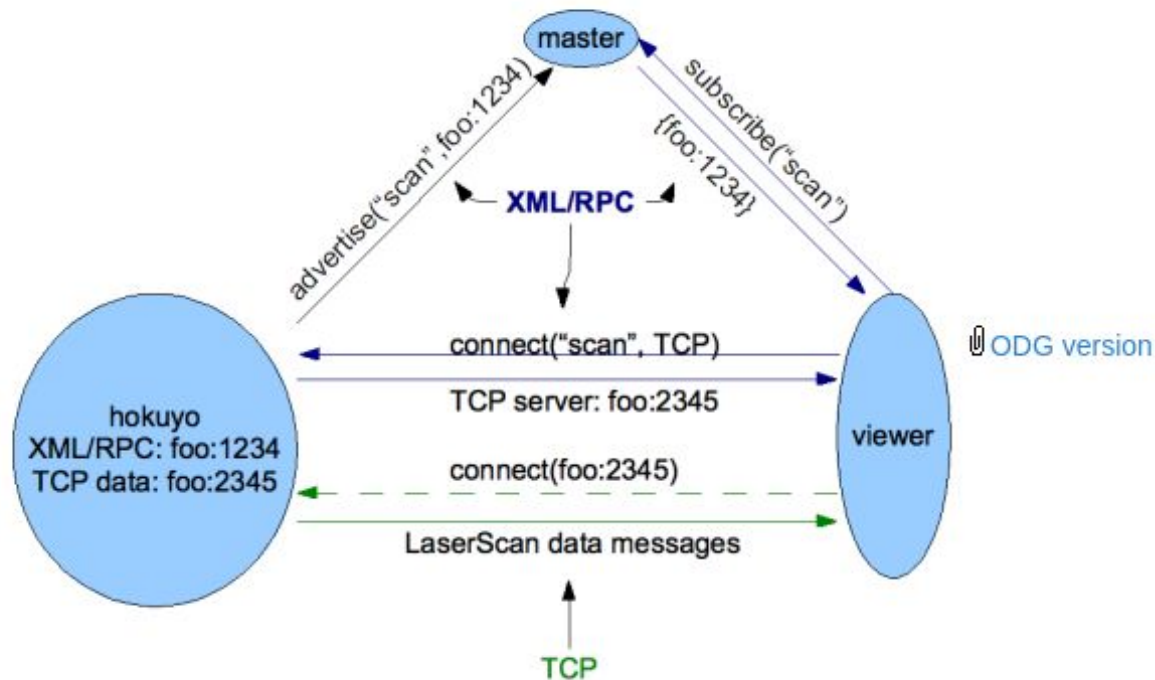 master
advertise(“scan”,foo:1234)
subscribe(“scan”)
{foo:1234}
XML/RPC
connect(“scan”, TCP)
TCP server: foo:2345
hokuyo
XML/RPC: foo:1234
TCP data: foo:2345
viewer
ODG version
connect(foo:2345)
LaserScan data messages
TCP